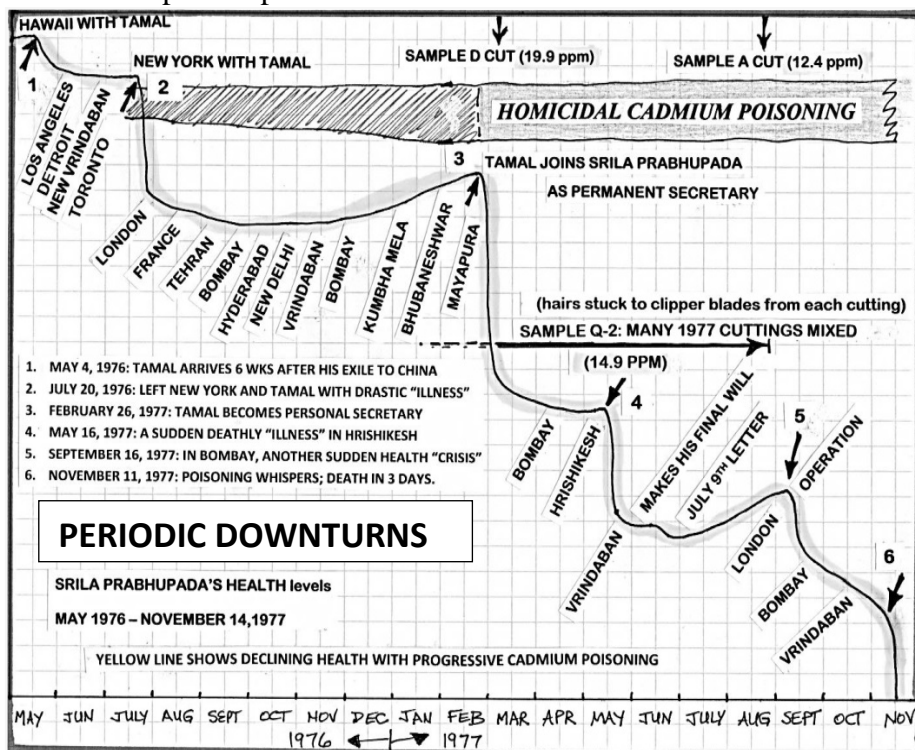 HAWAII WITH TAMAL
1
LOS ANGELES
DETROIT
NEW VRINDABAN
TORONTO
NEW YORK WITH TAMAL
2
SAMPLE D CUT (19.9 ppm)
SAMPLE A CUT (12.4 ppm)
HOMICIDAL CADMIUM POISONING
3
TAMAL JOINS SRILA PRABHUPADA
AS PERMANENT SECRETARY
LONDON
FRANCE
TEHRAN
BOMBAY
HYDERABAD
NEW DELHI
VRINDABAN
BOMBAY
KUMBHA MELA
BHUBANESHWAR
MAYAPURA
(hairs stuck to clipper blades from each cutting)
SAMPLE Q-2: MANY 1977 CUTTINGS MIXED
(14.9 PPM)
4
BOMBAY
HRISHIKESH
VRINDABAN
MAKES HIS FINAL WILL
JULY 9TH LETTER
5
LONDON
OPERATION
BOMBAY
VRINDABAN
6
1. MAY 4, 1976: TAMAL ARRIVES 6 WKS AFTER HIS EXILE TO CHINA
2. JULY 20, 1976: LEFT NEW YORK AND TAMAL WITH DRASTIC "ILLNESS"
3. FEBRUARY 26, 1977: TAMAL BECOMES PERSONAL SECRETARY
4. MAY 16, 1977: A SUDDEN DEATHLY "ILLNESS" IN HRISHIKESH
5. SEPTEMBER 16, 1977: IN BOMBAY, ANOTHER SUDDEN HEALTH "CRISIS"
6. NOVEMBER 11, 1977: POISONING WHISPERS; DEATH IN 3 DAYS.
PERIODIC DOWNTURNS
SRILA PRABHUPADA'S HEALTH levels
MAY 1976 – NOVEMBER 14,1977
YELLOW LINE SHOWS DECLINING HEALTH WITH PROGRESSIVE CADMIUM POISONING
MAY JUN JULY AUG SEPT OCT NOV DEC JAN FEB MAR APR MAY JUN JULY AUG SEPT OCT NOV
1976 1977